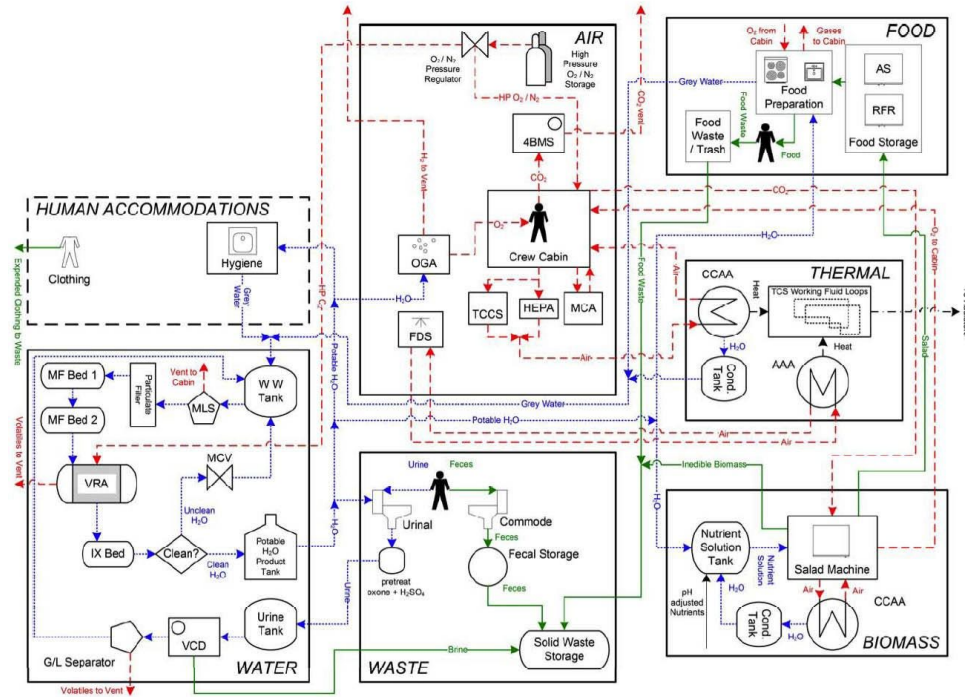 AIR
O₂ / N₂
Pressure
Regulator
High
Pressure
O₂ / N₂
Storage
HP O₂ / N₂
CO₂ vent
4BMS
H₂ to Vent
CO₂
O₂
Crew Cabin
OGA
H₂O
TCCS
HEPA
MCA
FDS
Air
FOOD
O₂ from
Cabin
Gases
to Cabin
Grey Water
Food
Preparation
AS
RFR
Food Storage
Food Waste
Food
Waste
/ Trash
Food
CO₂
H₂O
O₂ to Cabin
Food Waste
HUMAN ACCOMMODATIONS
Clothing
Hygiene
Expended Clothing to Waste
Grey
Water
Potable H₂O
THERMAL
CCAA
Air
Heat
TCS Working Fluid Loops
H₂O
Cond.
Tank
AAA
Heat
Salad
Air
Air
Grey Water
Potable H₂O
WATER
MF Bed 1
MF Bed 2
Particulate
Filter
Vent to
Cabin
MLS
W W
Tank
Volatiles to Vent
VRA
MCV
Unclean
H₂O
IX Bed
Clean?
Clean
H₂O
Potable
H₂O
Product
Tank
H₂O
Urine
Tank
VCD
G/L Separator
Volatiles to Vent
Urine
Brine
WASTE
Urine
Feces
Urinal
Commode
pretreat
oxone + H₂SO₄
Feces
Fecal Storage
Feces
Solid Waste
Storage
BIOMASS
Inedible Biomass
H₂O
Nutrient
Solution
Tank
Nutrient
Solution
Salad Machine
pH
adjusted
Nutrients
H₂O
Cond.
Tank
H₂O
Air
Air
CCAA